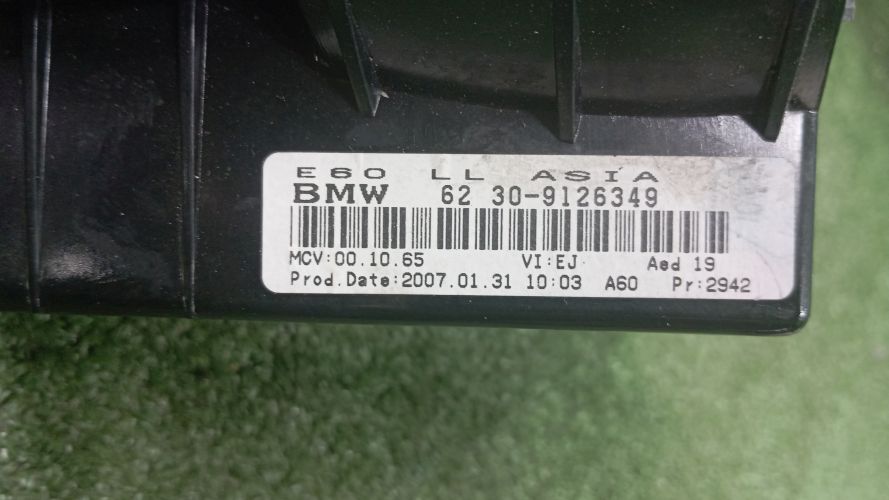 E60 LL ASIA
BMW 62 30-9126349
MCV:00.10.65 VI:EJ Aed 19
Prod.Date:2007.01.31 10:03 A60 Pr:2942